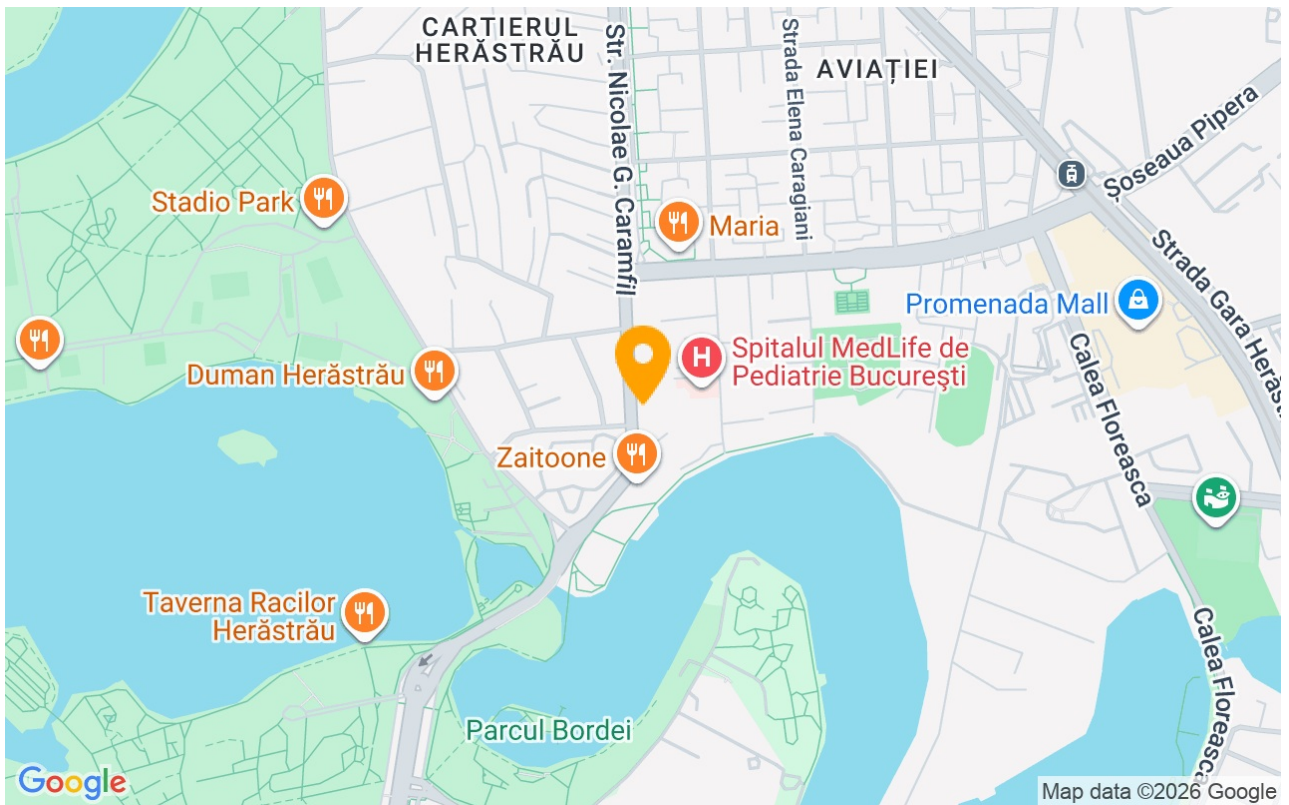 CARTIERUL
HERĂSTRĂU
Str. Nicolae G. Caramfil
Strada Elena Caragiani
AVIAȚIEI
Șoseaua Pipera
Stadio Park
Maria
Strada Gara Herăst
Promenada Mall
Spitalul MedLife de
Pediatrie București
Duman Herăstrău
Calea Floreasca
Zaitoone
Taverna Racilor
Herăstrău
Calea Floreasca
Parcul Bordei
Google
Map data ©2026 Google